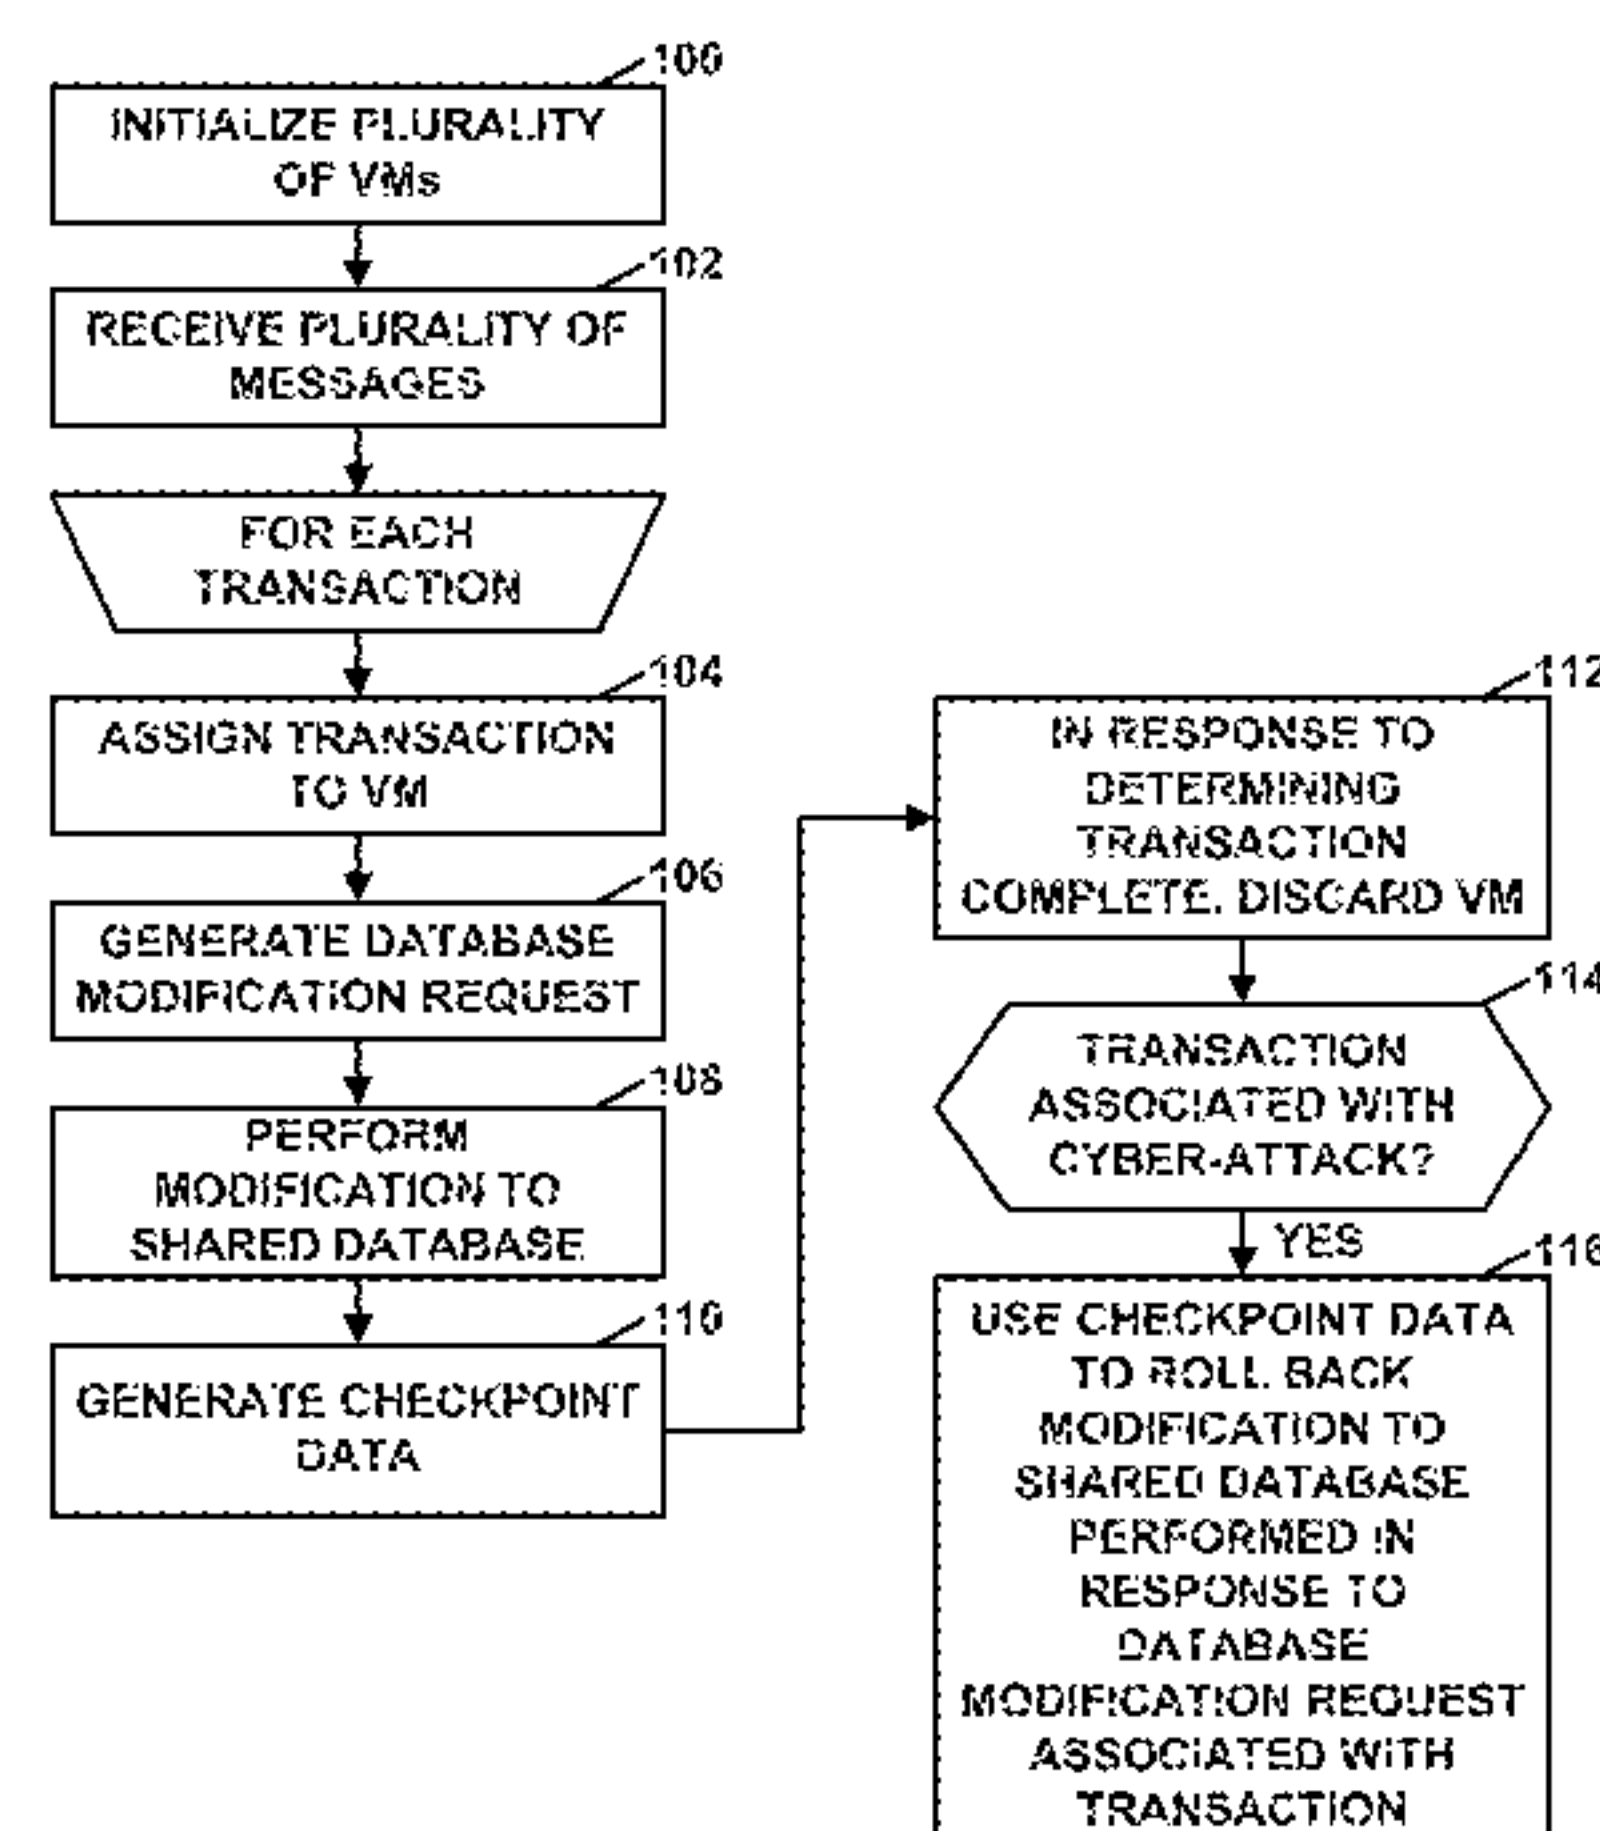 100
INITIALIZE PLURALITY
OF VMs
102
RECEIVE PLURALITY OF
MESSAGES
FOR EACH
TRANSACTION
104
ASSIGN TRANSACTION
TO VM
106
GENERATE DATABASE
MODIFICATION REQUEST
108
PERFORM
MODIFICATION TO
SHARED DATABASE
110
GENERATE CHECKPOINT
DATA
112
IN RESPONSE TO
DETERMINING
TRANSACTION
COMPLETE, DISCARD VM
114
TRANSACTION
ASSOCIATED WITH
CYBER-ATTACK?
YES
116
USE CHECKPOINT DATA
TO ROLL BACK
MODIFICATION TO
SHARED DATABASE
PERFORMED IN
RESPONSE TO
DATABASE
MODIFICATION REQUEST
ASSOCIATED WITH
TRANSACTION